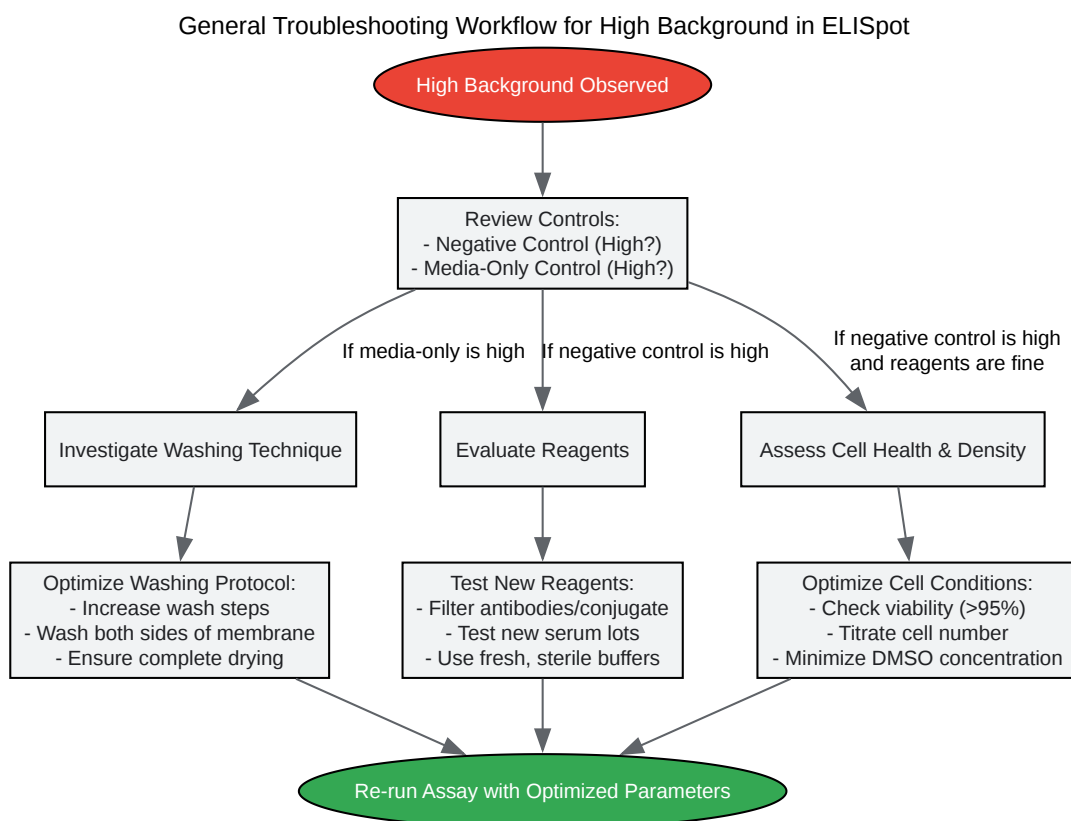 General Troubleshooting Workflow for High Background in ELISpot
High Background Observed
Review Controls:
- Negative Control (High?)
- Media-Only Control (High?)
If media-only is high
If negative control is high
If negative control is high
and reagents are fine
Investigate Washing Technique
Evaluate Reagents
Assess Cell Health & Density
Optimize Washing Protocol:
- Increase wash steps
- Wash both sides of membrane
- Ensure complete drying
Test New Reagents:
- Filter antibodies/conjugate
- Test new serum lots
- Use fresh, sterile buffers
Optimize Cell Conditions:
- Check viability (>95%)
- Titrate cell number
- Minimize DMSO concentration
Re-run Assay with Optimized Parameters